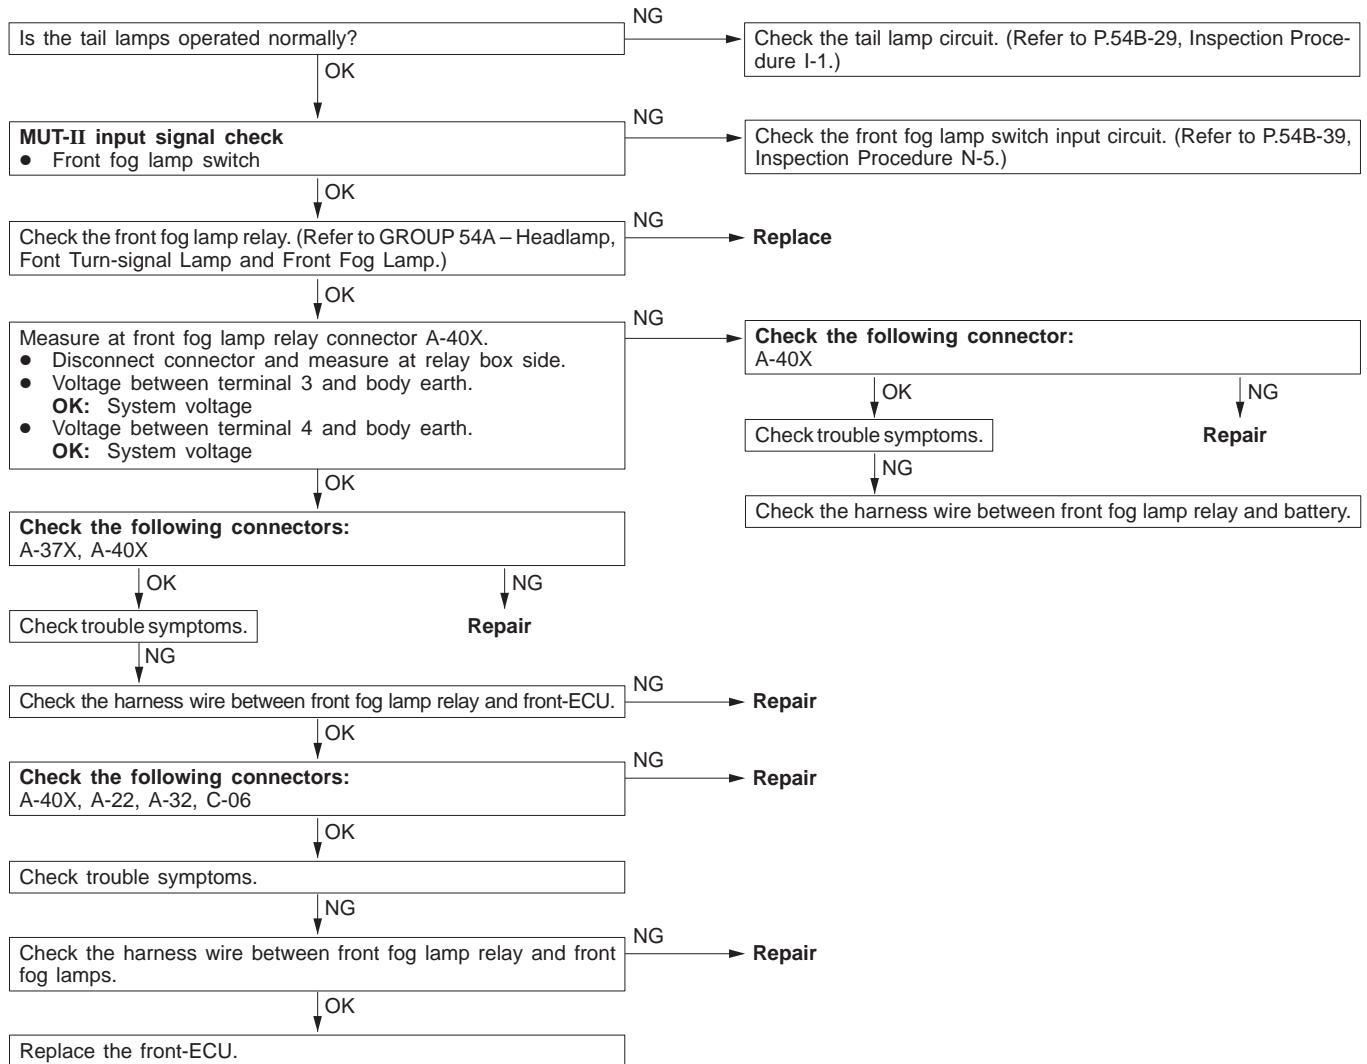 Is the tail lamps operated normally?
NG
Check the tail lamp circuit. (Refer to P.54B-29, Inspection Proce-
dure I-1.)
OK
MUT-II input signal check
● Front fog lamp switch
NG
Check the front fog lamp switch input circuit. (Refer to P.54B-39,
Inspection Procedure N-5.)
OK
Check the front fog lamp relay. (Refer to GROUP 54A – Headlamp,
Font Turn-signal Lamp and Front Fog Lamp.)
NG
Replace
OK
Measure at front fog lamp relay connector A-40X.
● Disconnect connector and measure at relay box side.
● Voltage between terminal 3 and body earth.
OK: System voltage
● Voltage between terminal 4 and body earth.
OK: System voltage
NG
Check the following connector:
A-40X
OK
NG
Check trouble symptoms.
Repair
NG
Check the harness wire between front fog lamp relay and battery.
OK
Check the following connectors:
A-37X, A-40X
OK
NG
Check trouble symptoms.
Repair
NG
Check the harness wire between front fog lamp relay and front-ECU.
NG
Repair
OK
Check the following connectors:
A-40X, A-22, A-32, C-06
NG
Repair
OK
Check trouble symptoms.
NG
Check the harness wire between front fog lamp relay and front
fog lamps.
NG
Repair
OK
Replace the front-ECU.